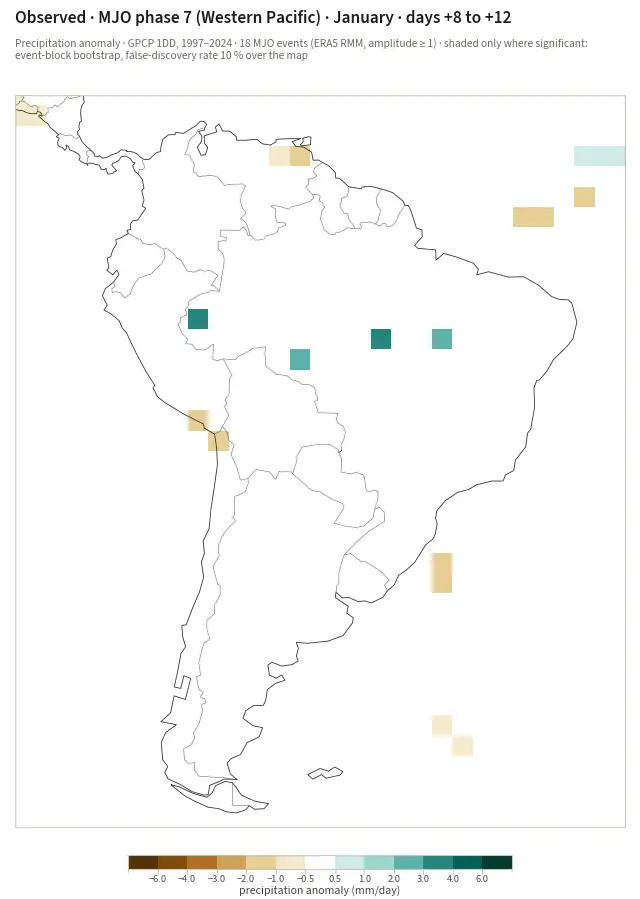 Observed · MJO phase 7 (Western Pacific) · January · days +8 to +12
Precipitation anomaly · GPCP 1DD, 1997–2024 · 18 MJO events (ERA5 RMM, amplitude ≥ 1) · shaded only where significant:
event-block bootstrap, false-discovery rate 10 % over the map
−6.0 −4.0 −3.0 −2.0 −1.0 −0.5 0.5 1.0 2.0 3.0 4.0 6.0
precipitation anomaly (mm/day)